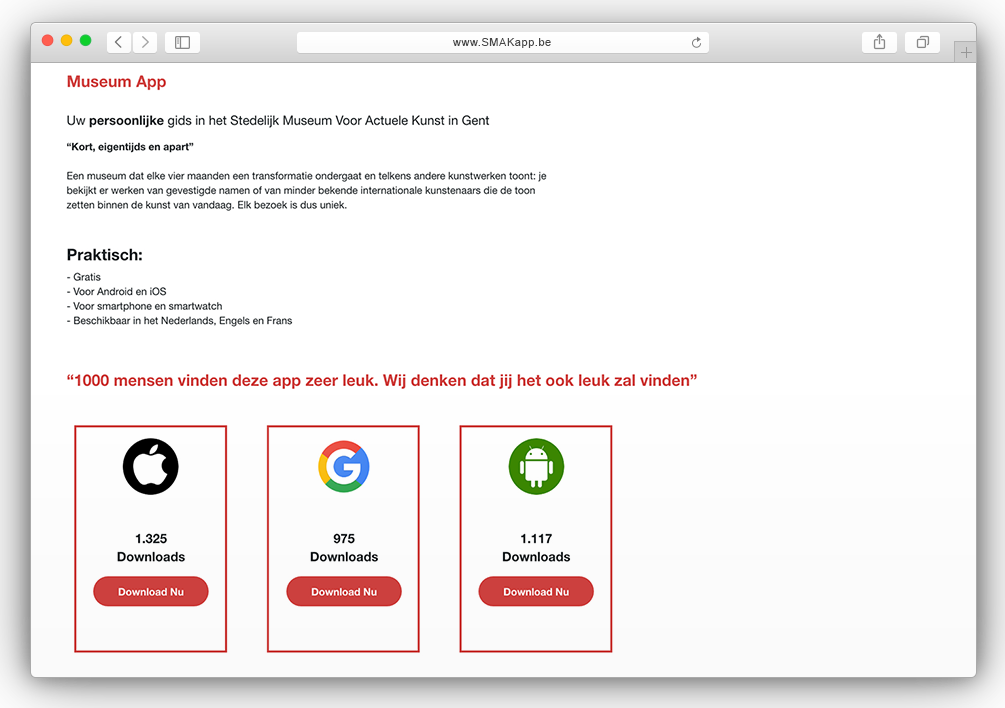 www.SMAKapp.be
Museum App
Uw persoonlijke gids in het Stedelijk Museum Voor Actuele Kunst in Gent
“Kort, eigentijds en apart”
Een museum dat elke vier maanden een transformatie ondergaat en telkens andere kunstwerken toont: je
bekijkt er werken van gevestigde namen of van minder bekende internationale kunstenaars die de toon
zetten binnen de kunst van vandaag. Elk bezoek is dus uniek.
Praktisch:
- Gratis
- Voor Android en iOS
- Voor smartphone en smartwatch
- Beschikbaar in het Nederlands, Engels en Frans
“1000 mensen vinden deze app zeer leuk. Wij denken dat jij het ook leuk zal vinden”
G
1.325
Downloads
Download Nu
975
Downloads
Download Nu
1.117
Downloads
Download Nu